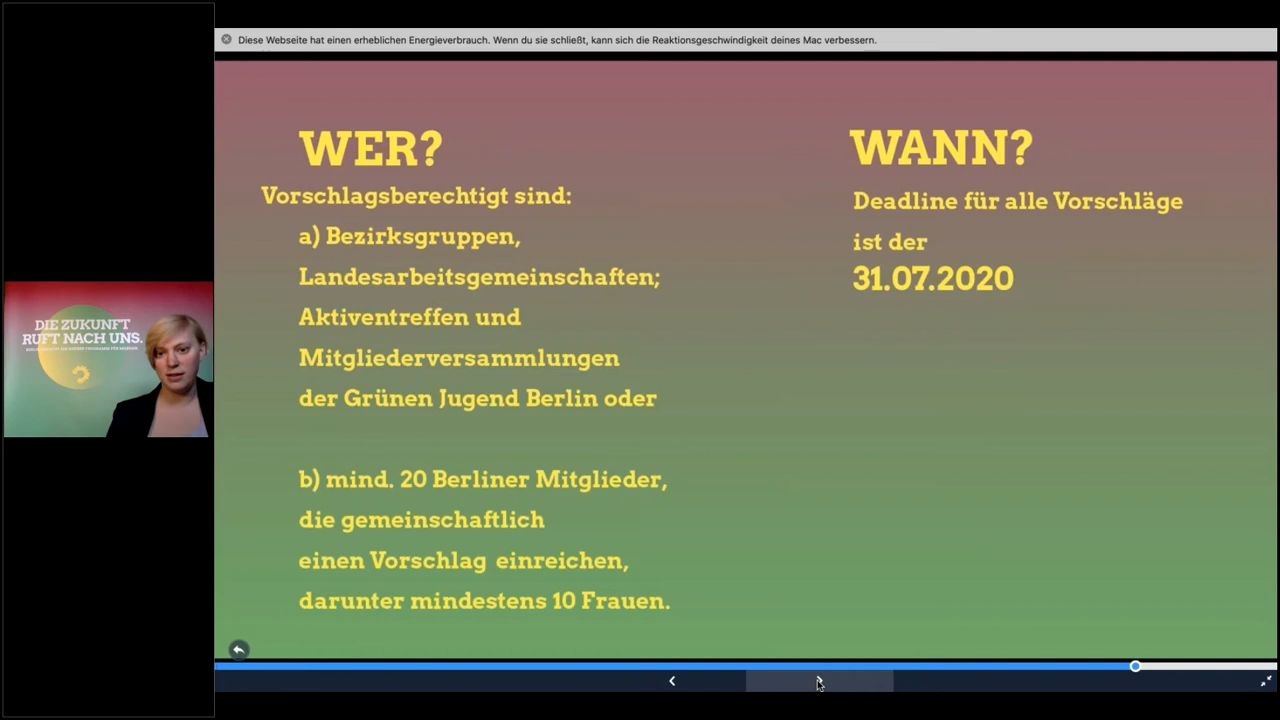 Diese Webseite hat einen erheblichen Energieverbrauch. Wenn du sie schließt, kann sich die Reaktionsgeschwindigkeit deines Mac verbessern.
WER?
Vorschlagsberechtigt sind:
a) Bezirksgruppen,
Landesarbeitsgemeinschaften;
Aktiventreffen und
Mitgliederversammlungen
der Grünen Jugend Berlin oder
b) mind. 20 Berliner Mitglieder,
die gemeinschaftlich
einen Vorschlag einreichen,
darunter mindestens 10 Frauen.
WANN?
Deadline für alle Vorschläge
ist der
31.07.2020
DIE ZUKUNFT
RUFT NACH UNS.